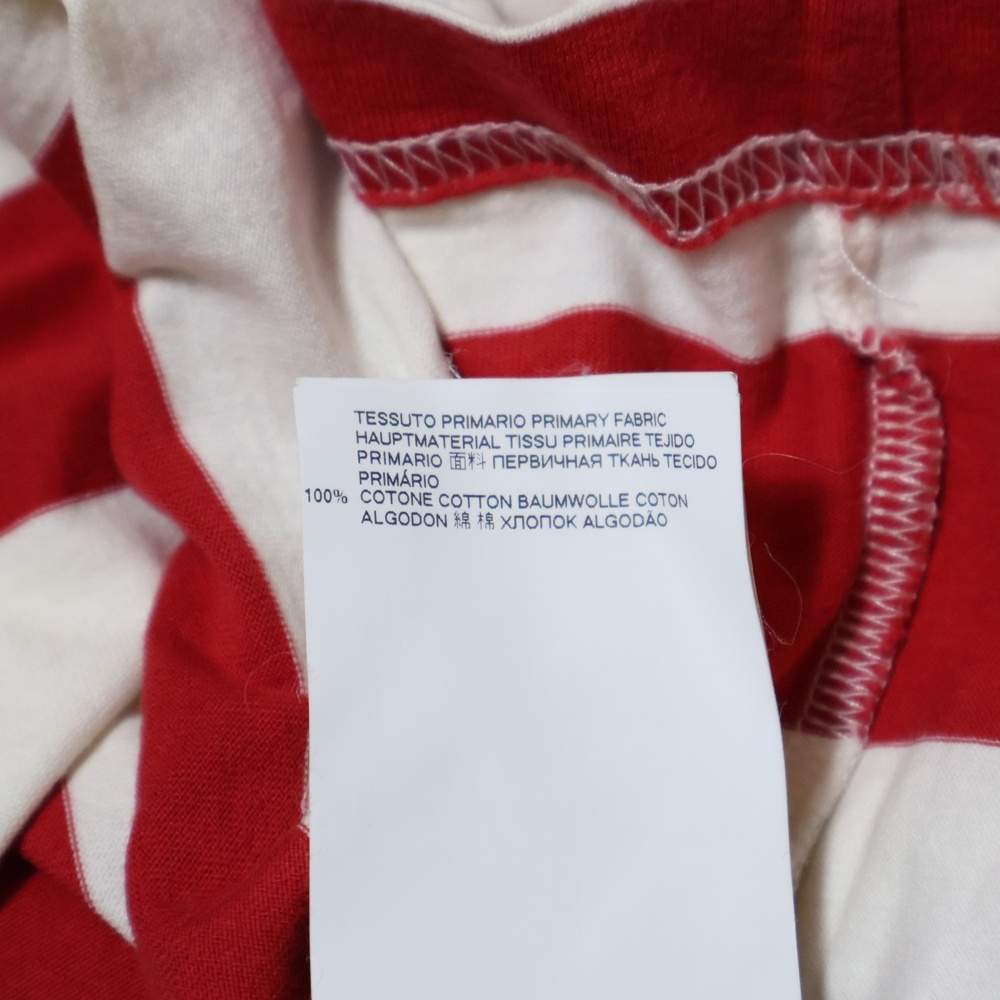 TESSUTO PRIMARIO PRIMARY FABRIC
HAUPTMATERIAL TISSU PRIMAIRE TEJIDO
PRIMARIO 面料 ПЕРВИЧНАЯ ТКАНЬ TECIDO
PRIMÁRIO
100% COTONE COTTON BAUMWOLLE COTON
ALGODON 綿 棉 ХЛОПОК ALGODÃO